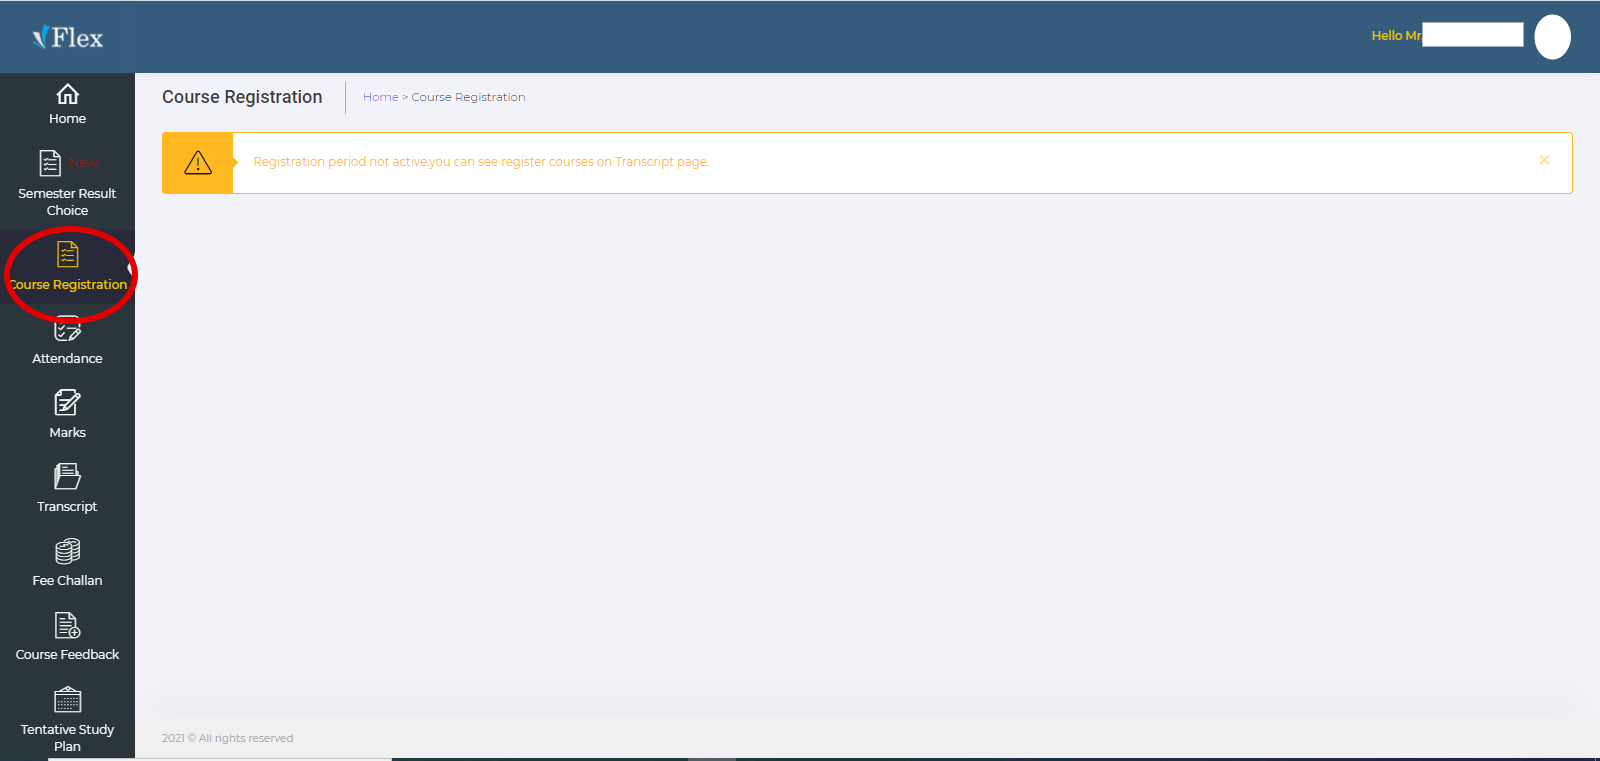 Flex
Hello Mr.
Home
New!
Semester Result
Choice
Course Registration
Attendance
Marks
Transcript
Fee Challan
Course Feedback
Tentative Study
Plan
Course Registration
Home > Course Registration
Registration period not active,you can see register courses on Transcript page.
2021 © All rights reserved